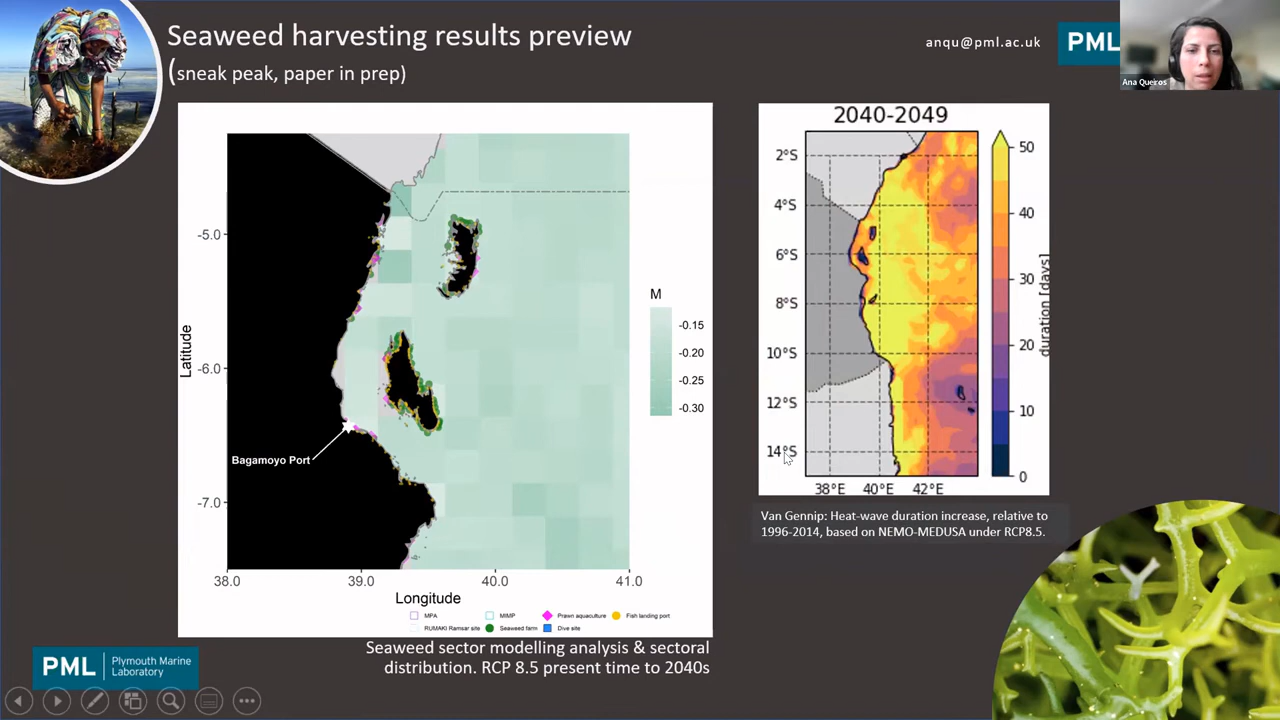 Seaweed harvesting results preview
(sneak peak, paper in prep)
anqu@pml.ac.uk
PML
Ana Queiros
-5.0
-6.0
-7.0
Latitude
Bagamoyo Port
38.0
39.0
40.0
41.0
Longitude
M
-0.15
-0.20
-0.25
-0.30
MPA
MIMP
Prawn aquaculture
Fish landing port
RUMAKI Ramsar site
Seaweed farm
Dive site
Seaweed sector modelling analysis & sectoral
distribution. RCP 8.5 present time to 2040s
2040-2049
2°S
4°S
6°S
8°S
10°S
12°S
14°S
38°E
40°E
42°E
50
40
30
20
10
0
duration [days]
Van Gennip: Heat-wave duration increase, relative to
1996-2014, based on NEMO-MEDUSA under RCP8.5.
PML
Plymouth Marine
Laboratory